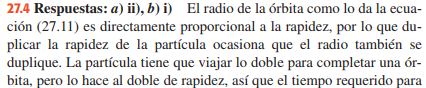 27.4 Respuestas: a) ii), b) i) El radio de la órbita como lo da la ecua-
ción (27.11) es directamente proporcional a la rapidez, por lo que du-
plicar la rapidez de la partícula ocasiona que el radio también se
duplique. La partícula tiene que viajar lo doble para completar una ór-
bita, pero lo hace al doble de rapidez, así que el tiempo requerido para